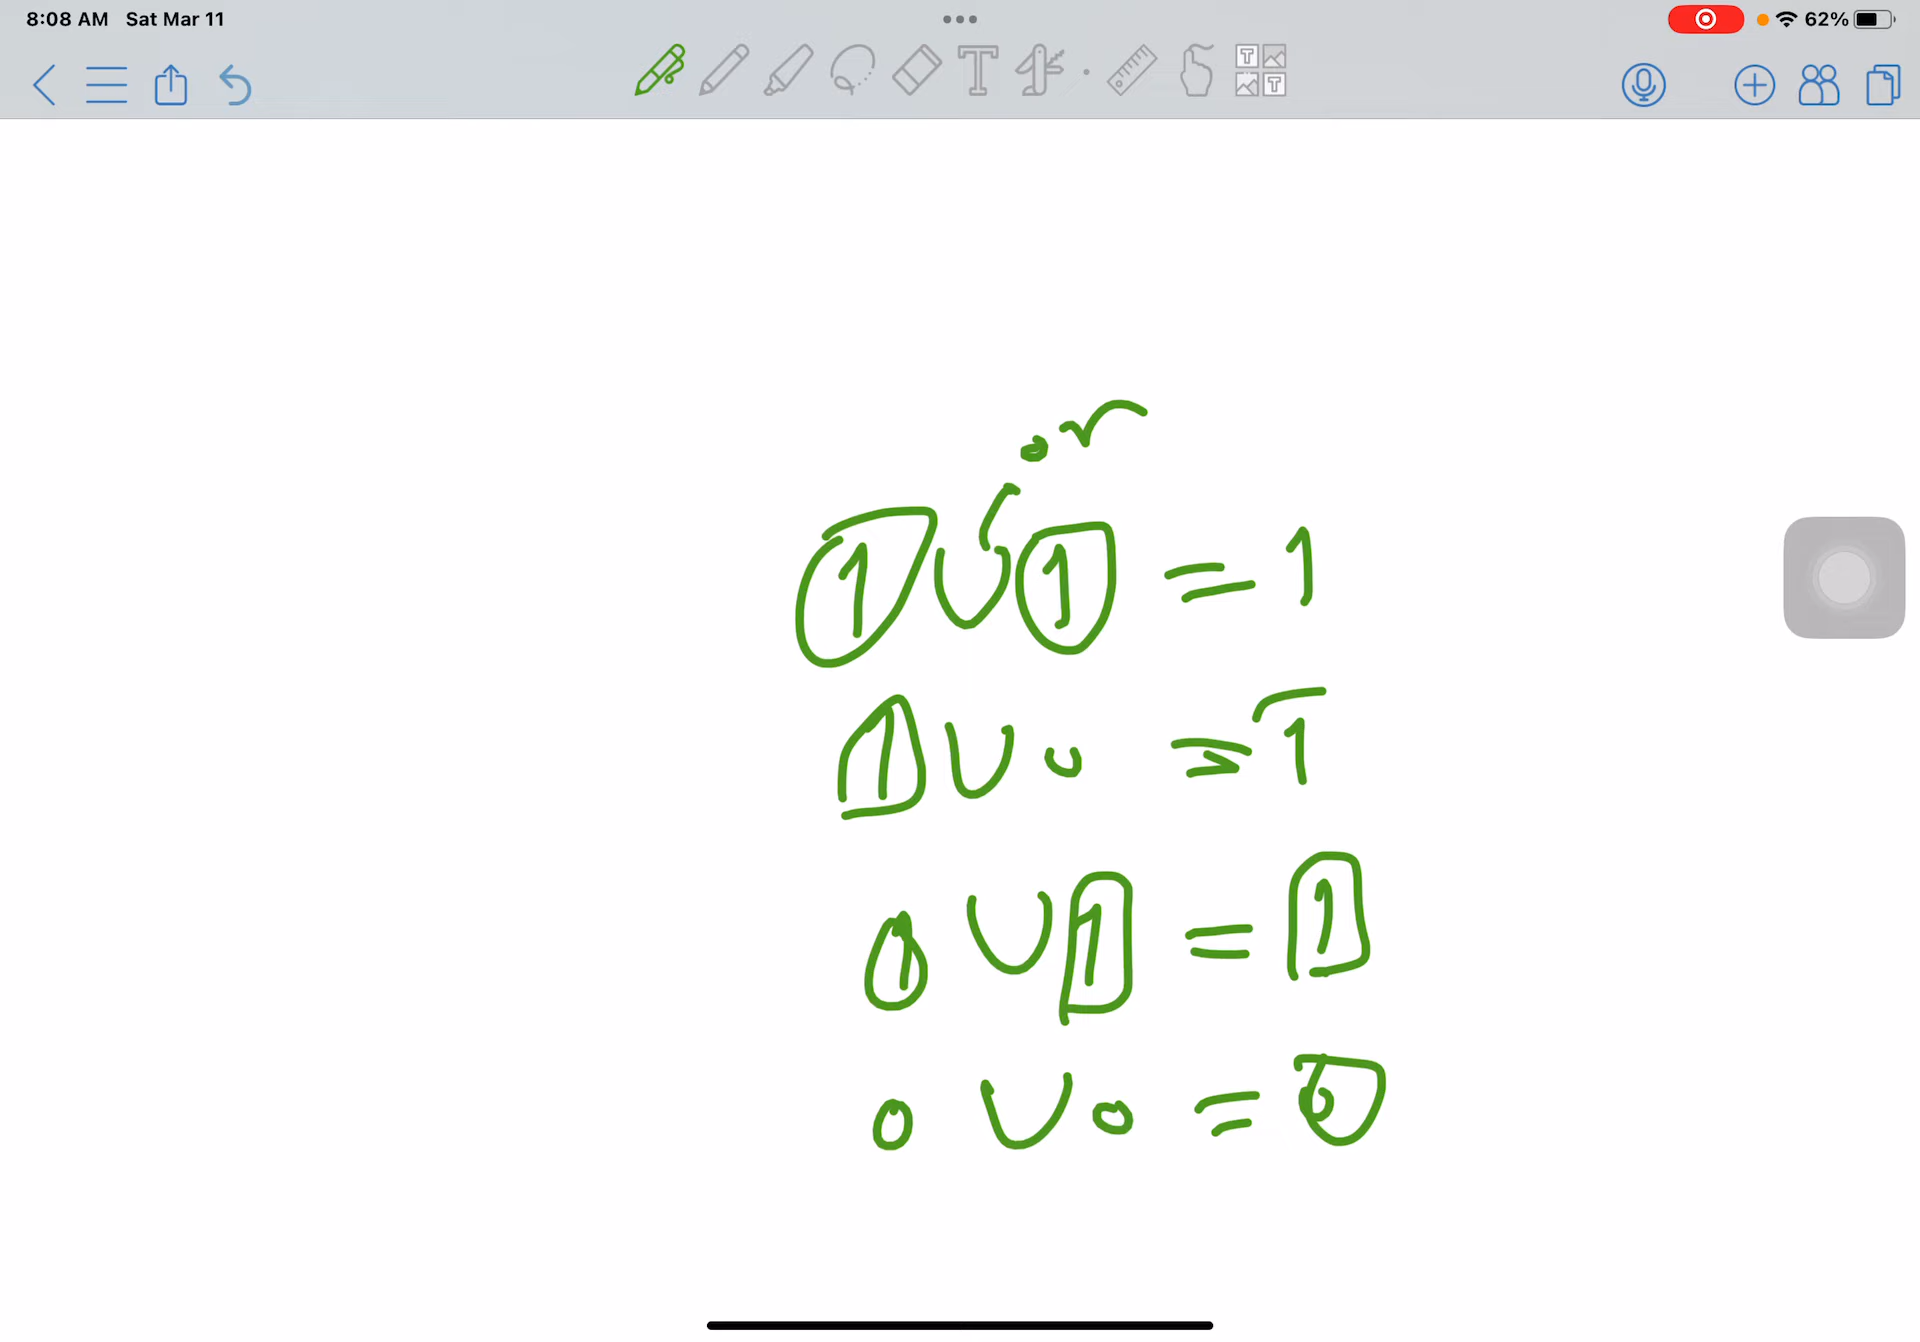 8:08 AM Sat Mar 11
62%
or
1 ∪ 1 = 1
1 ∪ 0 = 1
0 ∪ 1 = 1
0 ∪ 0 = 0